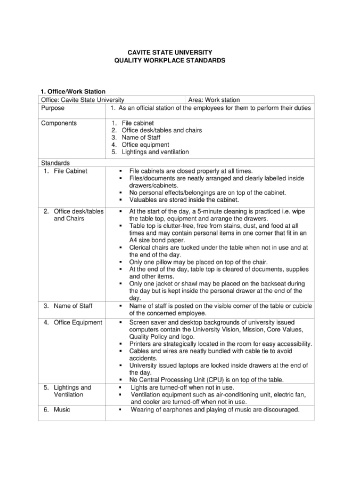 CAVITE STATE UNIVERSITY
QUALITY WORKPLACE STANDARDS
1. Office/Work Station
Office: Cavite State University Area: Work station
Purpose 1. As an official station of the employees for them to perform their duties
Components 1. File cabinet
2. Office desk/tables and chairs
3. Name of Staff
4. Office equipment
5. Lightings and ventilation
Standards
1. File Cabinet ▪ File cabinets are closed properly at all times.
▪ Files/documents are neatly arranged and clearly labelled inside
drawers/cabinets.
▪ No personal effects/belongings are on top of the cabinet.
▪ Valuables are stored inside the cabinet.
2. Office desk/tables ▪ At the start of the day, a 5-minute cleaning is practiced i.e. wipe
and Chairs the table top, equipment and arrange the drawers.
▪ Table top is clutter-free, free from stains, dust, and food at all
times and may contain personal items in one corner that fit in an
A4 size bond paper.
▪ Clerical chairs are tucked under the table when not in use and at
the end of the day.
▪ Only one pillow may be placed on top of the chair.
▪ At the end of the day, table top is cleared of documents, supplies
and other items.
▪ Only one jacket or shawl may be placed on the backseat during
the day but is kept inside the personal drawer at the end of the
day.
3. Name of Staff ▪ Name of staff is posted on the visible corner of the table or cubicle
of the concerned employee.
4. Office Equipment ▪ Screen saver and desktop backgrounds of university issued
computers contain the University Vision, Mission, Core Values,
Quality Policy and logo.
▪ Printers are strategically located in the room for easy accessibility.
▪ Cables and wires are neatly bundled with cable tie to avoid
accidents.
▪ University issued laptops are locked inside drawers at the end of
the day.
▪ No Central Processing Unit (CPU) is on top of the table.
5. Lightings and ▪ Lights are turned-off when not in use.
Ventilation ▪ Ventilation equipment such as air-conditioning unit, electric fan,
and cooler are turned-off when not in use.
6. Music ▪ Wearing of earphones and playing of music are discouraged.